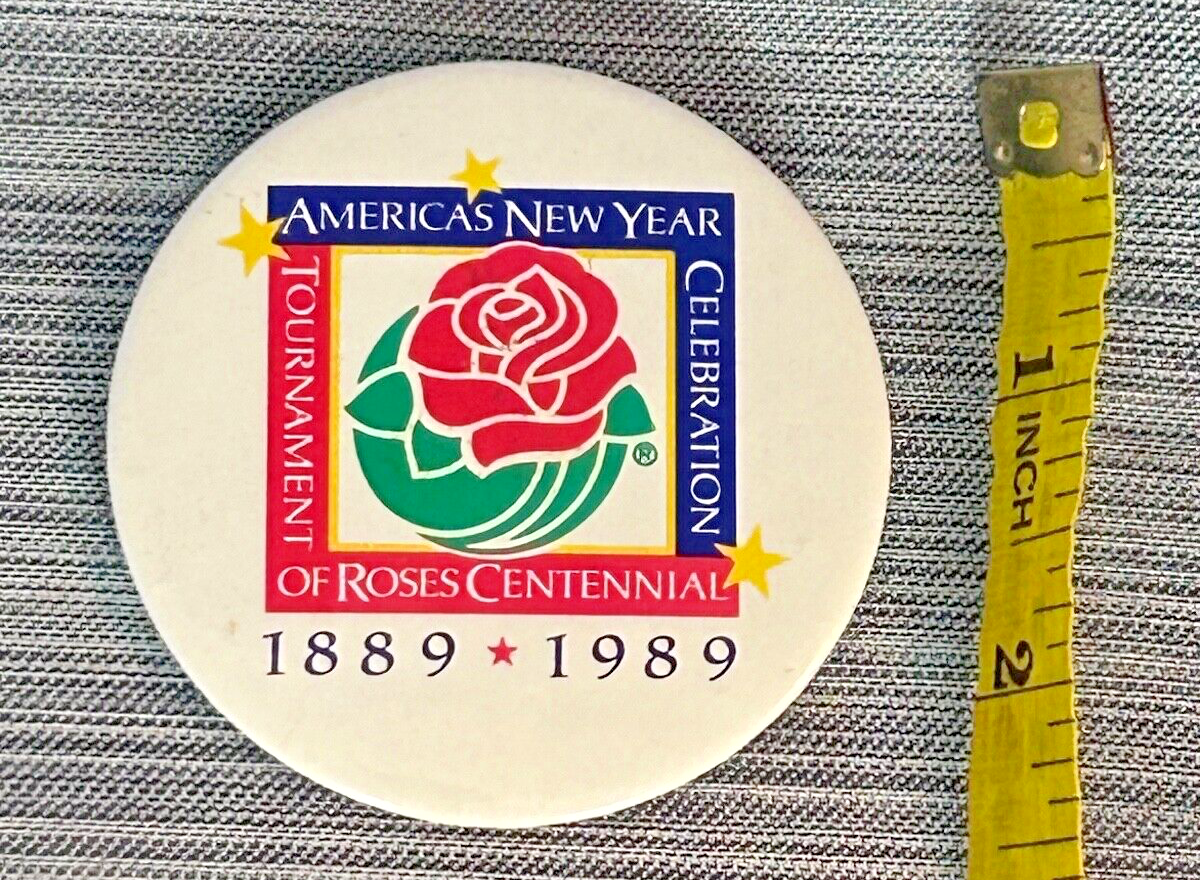 AMERICAS NEW YEAR
CELEBRATION
TOURNAMENT
OF ROSES CENTENNIAL
®
1889 ★ 1989
1
INCH
2